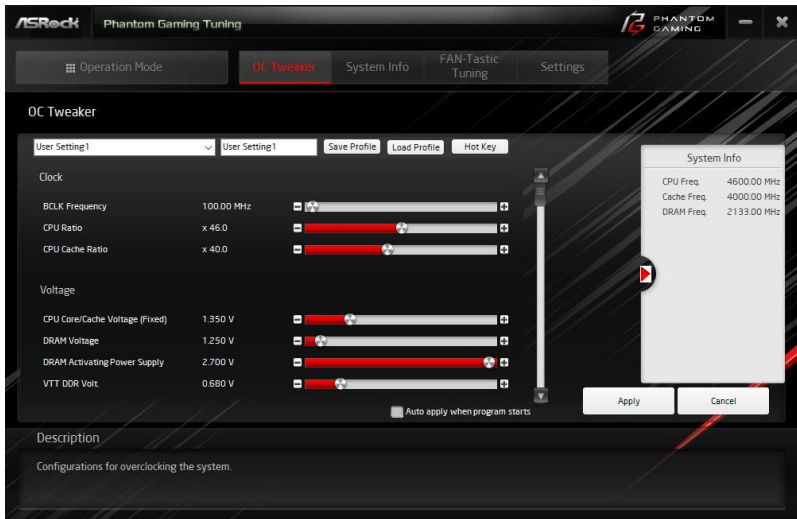 ASRock Phantom Gaming Tuning PHANTOM GAMING
Operation Mode OC Tweaker System Info FAN-Tastic Tuning Settings
OC Tweaker
User Setting1 User Setting1 Save Profile Load Profile Hot Key
Clock
BCLK Frequency 100.00 MHz
CPU Ratio x 46.0
CPU Cache Ratio x 40.0
Voltage
CPU Core/Cache Voltage (Fixed) 1.350 V
DRAM Voltage 1.250 V
DRAM Activating Power Supply 2.700 V
VTT DDR Volt. 0.680 V
Auto apply when program starts
System Info
CPU Freq. 4600.00 MHz
Cache Freq. 4000.00 MHz
DRAM Freq. 2133.00 MHz
Apply Cancel
Description
Configurations for overclocking the system.